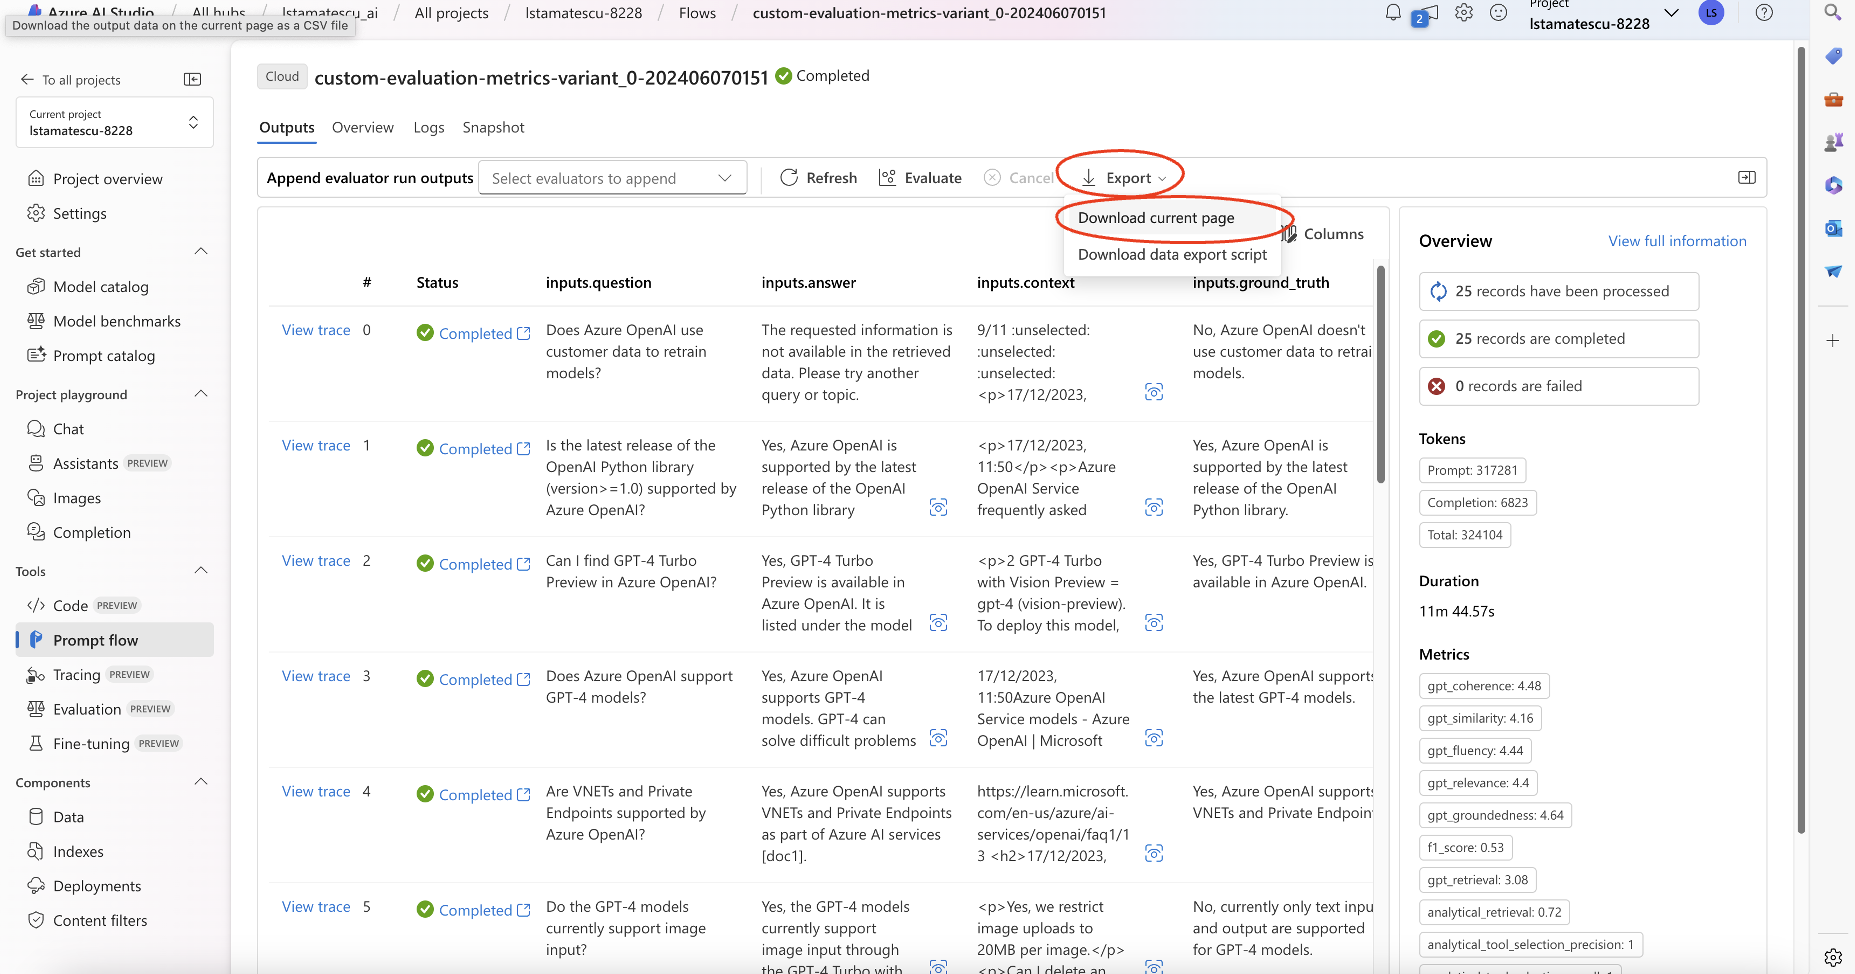 Azure AI Studio / All hubs / lstamatescu_ai / All projects / lstamatescu-8228 / Flows / custom-evaluation-metrics-variant_0-202406070151
Download the output data on the current page as a CSV file
2
Project
lstamatescu-8228
LS
To all projects
Current project
lstamatescu-8228
Project overview
Settings
Get started
Model catalog
Model benchmarks
Prompt catalog
Project playground
Chat
Assistants PREVIEW
Images
Completion
Tools
Code PREVIEW
Prompt flow
Tracing PREVIEW
Evaluation PREVIEW
Fine-tuning PREVIEW
Components
Data
Indexes
Deployments
Content filters
Cloud custom-evaluation-metrics-variant_0-202406070151 Completed
Outputs Overview Logs Snapshot
Append evaluator run outputs Select evaluators to append Refresh Evaluate Cancel Export
Download current page
Download data export script
Columns
# Status inputs.question inputs.answer inputs.context inputs.ground_truth
View trace 0 Completed
Does Azure OpenAI use
customer data to retrain
models?
The requested information is
not available in the retrieved
data. Please try another
query or topic.
9/11 :unselected:
:unselected:
:unselected:
<p>17/12/2023,
No, Azure OpenAI doesn't
use customer data to retrai
models.
View trace 1 Completed
Is the latest release of the
OpenAI Python library
(version>=1.0) supported by
Azure OpenAI?
Yes, Azure OpenAI is
supported by the latest
release of the OpenAI
Python library
<p>17/12/2023,
11:50</p><p>Azure
OpenAI Service
frequently asked
Yes, Azure OpenAI is
supported by the latest
release of the OpenAI
Python library.
View trace 2 Completed
Can I find GPT-4 Turbo
Preview in Azure OpenAI?
Yes, GPT-4 Turbo
Preview is available in
Azure OpenAI. It is
listed under the model
<p>2 GPT-4 Turbo
with Vision Preview =
gpt-4 (vision-preview).
To deploy this model,
Yes, GPT-4 Turbo Preview is
available in Azure OpenAI.
View trace 3 Completed
Does Azure OpenAI support
GPT-4 models?
Yes, Azure OpenAI
supports GPT-4
models. GPT-4 can
solve difficult problems
17/12/2023,
11:50Azure OpenAI
Service models - Azure
OpenAI | Microsoft
Yes, Azure OpenAI supports
the latest GPT-4 models.
View trace 4 Completed
Are VNETs and Private
Endpoints supported by
Azure OpenAI?
Yes, Azure OpenAI supports
VNETs and Private Endpoints
as part of Azure AI services
[doc1].
https://learn.microsoft.
com/en-us/azure/ai-
services/openai/faq1/1
3 <h2>17/12/2023,
Yes, Azure OpenAI supports
VNETs and Private Endpoin
View trace 5 Completed
Do the GPT-4 models
currently support image
input?
Yes, the GPT-4 models
currently support
image input through
the GPT-4 Turbo with
<p>Yes, we restrict
image uploads to
20MB per image.</p>
<p>Can I delete an
No, currently only text inpu
and output are supported
for GPT-4 models.
Overview View full information
25 records have been processed
25 records are completed
0 records are failed
Tokens
Prompt: 317281
Completion: 6823
Total: 324104
Duration
11m 44.57s
Metrics
gpt_coherence: 4.48
gpt_similarity: 4.16
gpt_fluency: 4.44
gpt_relevance: 4.4
gpt_groundedness: 4.64
f1_score: 0.53
gpt_retrieval: 3.08
analytical_retrieval: 0.72
analytical_tool_selection_precision: 1